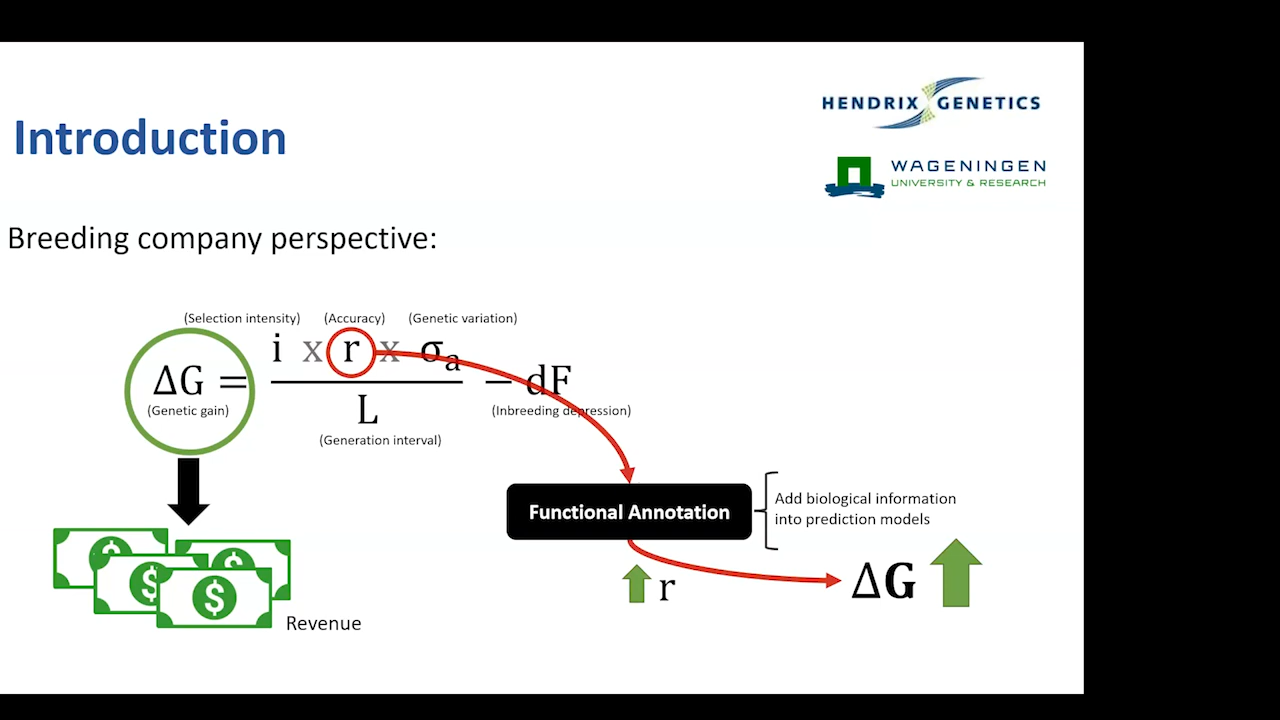 HENDRIX GENETICS
Introduction
WAGENINGEN
UNIVERSITY & RESEARCH
Breeding company perspective:
(Selection intensity) (Accuracy) (Genetic variation)
i x r x σₐ
ΔG = − dF
(Genetic gain) (Inbreeding depression)
L
(Generation interval)
Functional Annotation
Add biological information
into prediction models
r
ΔG
$ $ $ $
Revenue